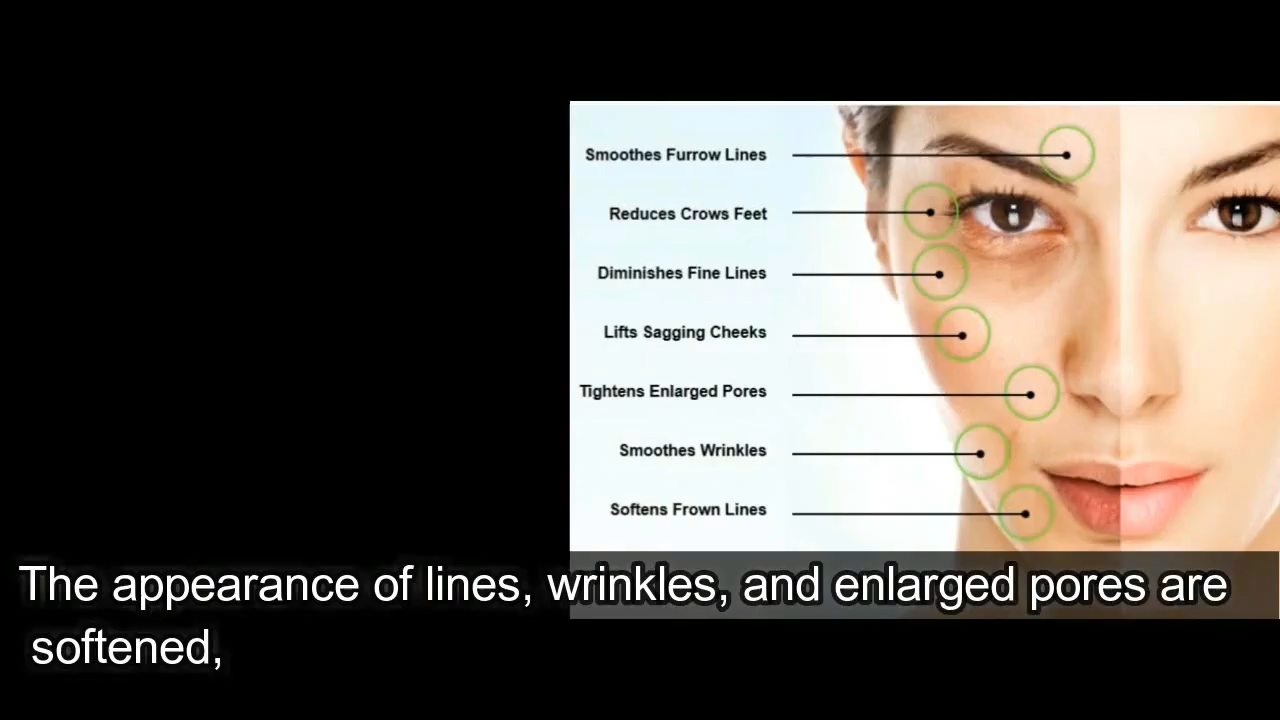 Smoothes Furrow Lines
Reduces Crows Feet
Diminishes Fine Lines
Lifts Sagging Cheeks
Tightens Enlarged Pores
Smoothes Wrinkles
Softens Frown Lines
The appearance of lines, wrinkles, and enlarged pores are
softened,